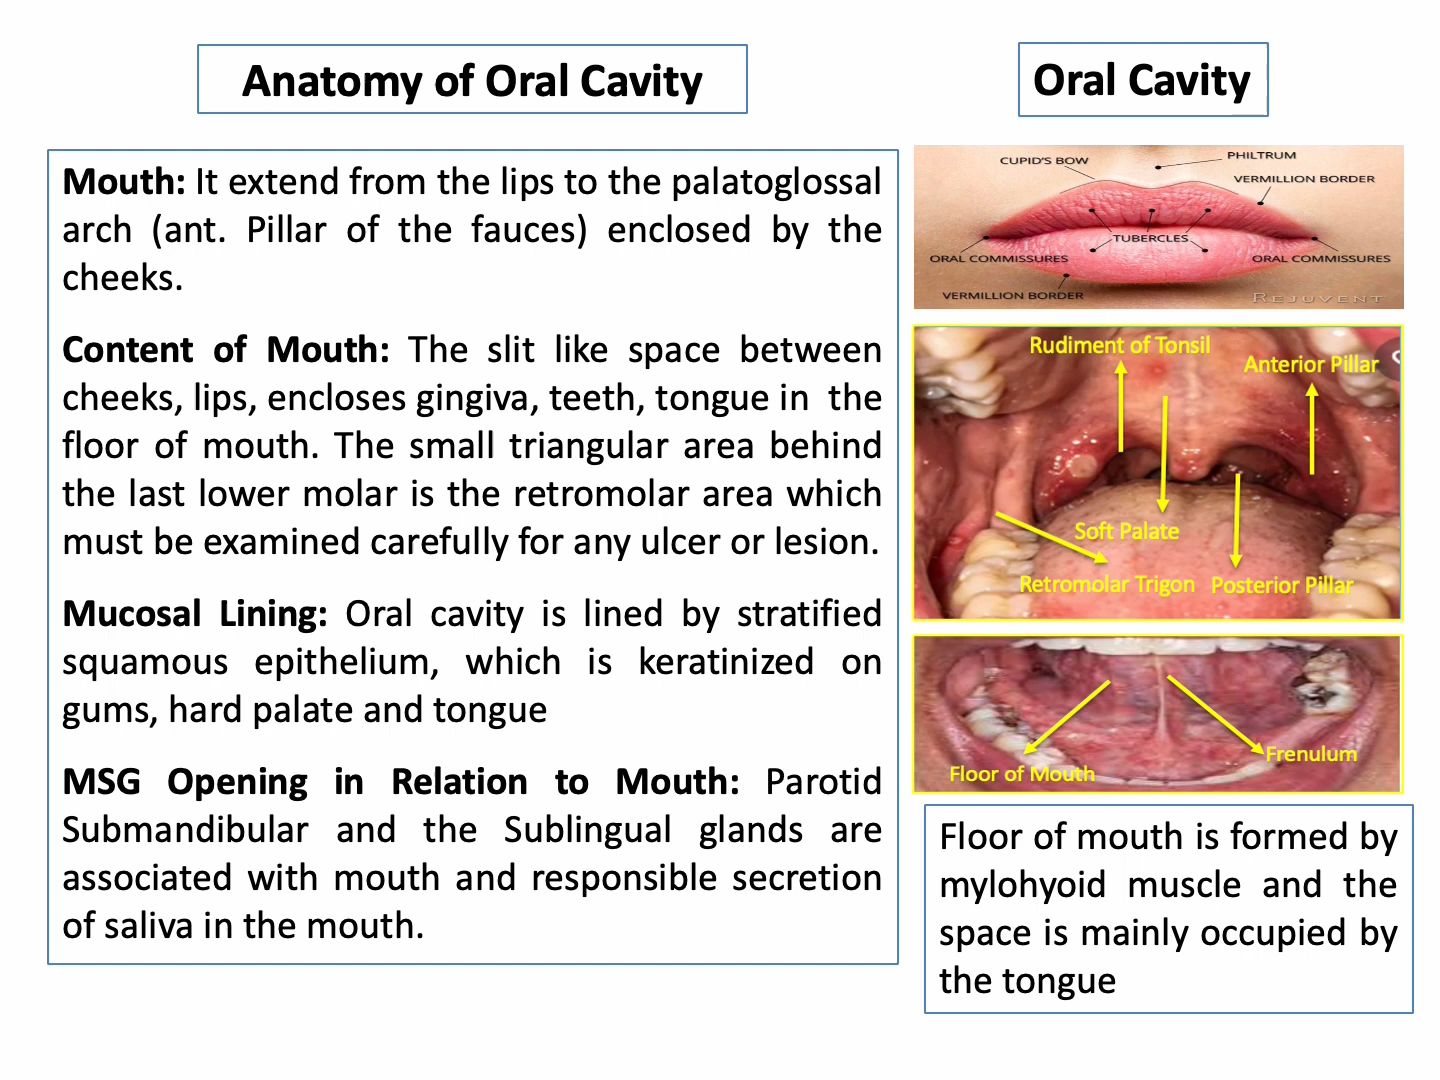 Anatomy of Oral Cavity
Mouth: It extend from the lips to the palatoglossal
arch (ant. Pillar of the fauces) enclosed by the
cheeks.
Content of Mouth: The slit like space between
cheeks, lips, encloses gingiva, teeth, tongue in the
floor of mouth. The small triangular area behind
the last lower molar is the retromolar area which
must be examined carefully for any ulcer or lesion.
Mucosal Lining: Oral cavity is lined by stratified
squamous epithelium, which is keratinized on
gums, hard palate and tongue
MSG Opening in Relation to Mouth: Parotid
Submandibular and the Sublingual glands are
associated with mouth and responsible secretion
of saliva in the mouth.
Oral Cavity
CUPID'S BOW
PHILTRUM
VERMILLION BORDER
TUBERCLES
ORAL COMMISSURES
ORAL COMMISSURES
VERMILLION BORDER
REJUVENT
Rudiment of Tonsil
Anterior Pillar
Soft Palate
Retromolar Trigon
Posterior Pillar
Frenulum
Floor of Mouth
Floor of mouth is formed by
mylohyoid muscle and the
space is mainly occupied by
the tongue